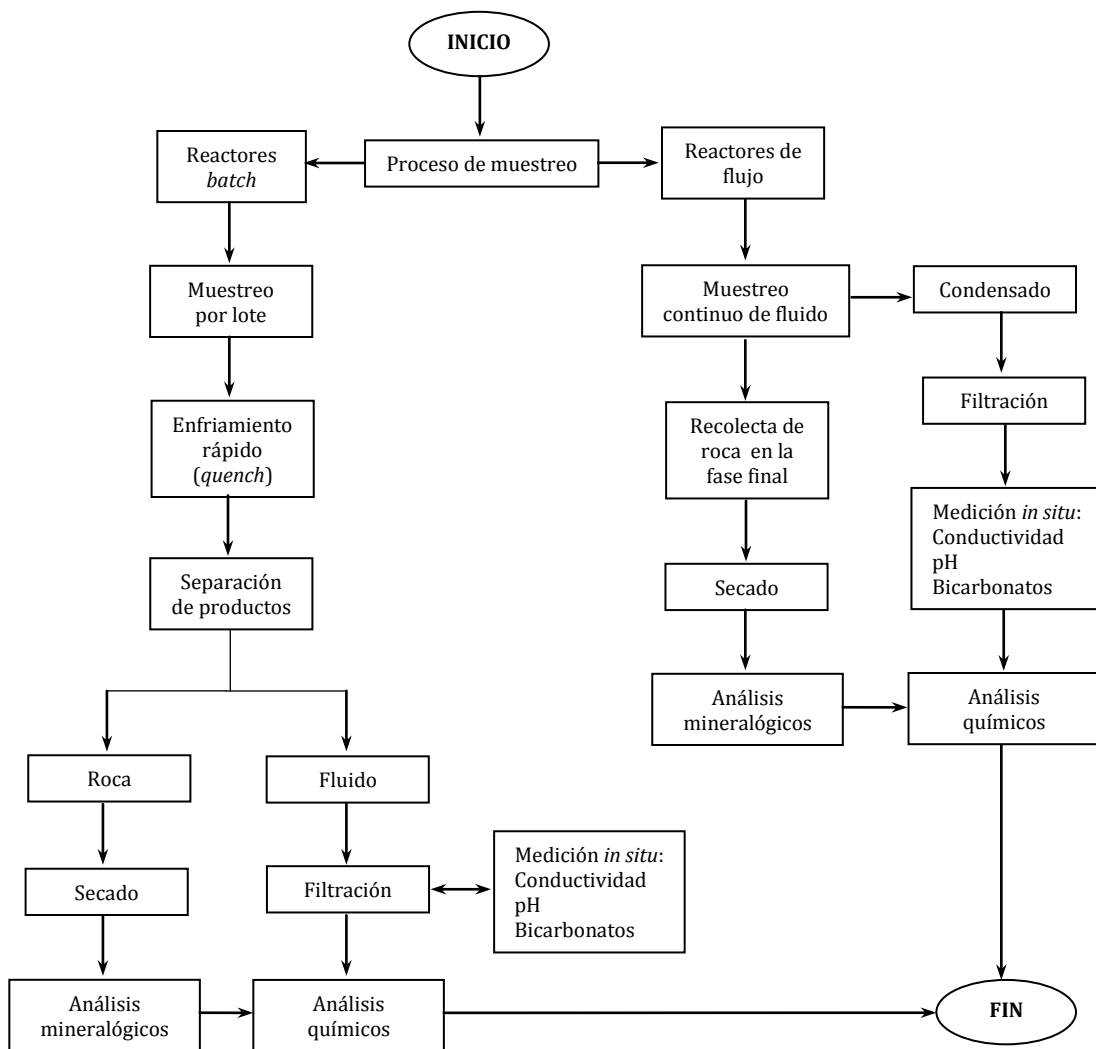 INICIO
Proceso de muestreo
Reactores
batch
Muestreo
por lote
Enfriamiento
rápido
(quench)
Separación
de productos
Roca
Secado
Análisis
mineralógicos
Fluido
Filtración
Medición in situ:
Conductividad
pH
Bicarbonatos
Análisis
químicos
Reactores de
flujo
Muestreo
continuo de fluido
Recolecta de
roca en la
fase final
Secado
Análisis
mineralógicos
Condensado
Filtración
Medición in situ:
Conductividad
pH
Bicarbonatos
Análisis
químicos
FIN